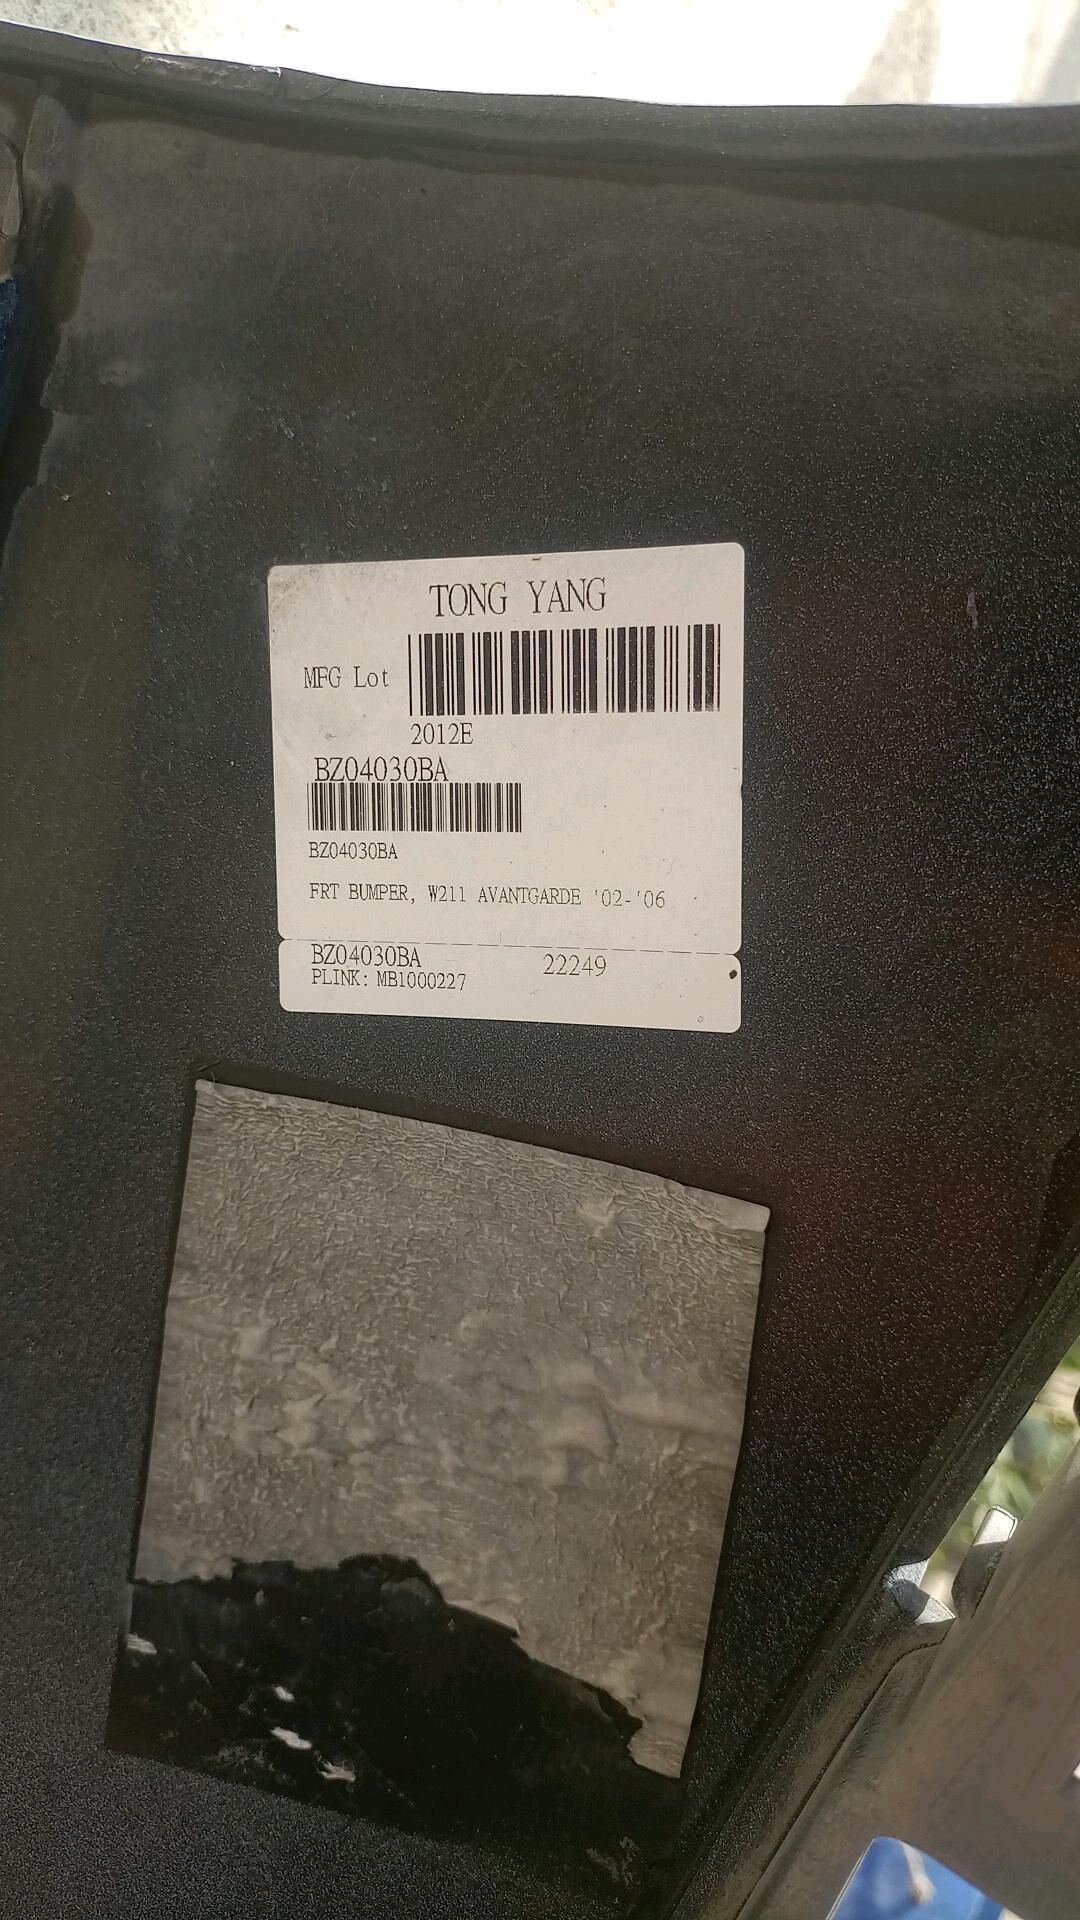 TONG YANG
MFG Lot
2012E
BZ04030BA
BZ04030BA
FRT BUMPER, W211 AVANTGARDE '02-'06
BZ04030BA 22249
PLINK: MB1000227